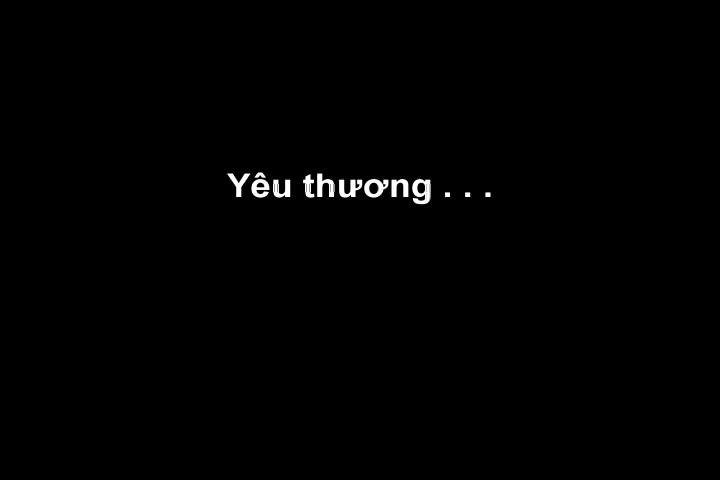 Yêu thương . . .